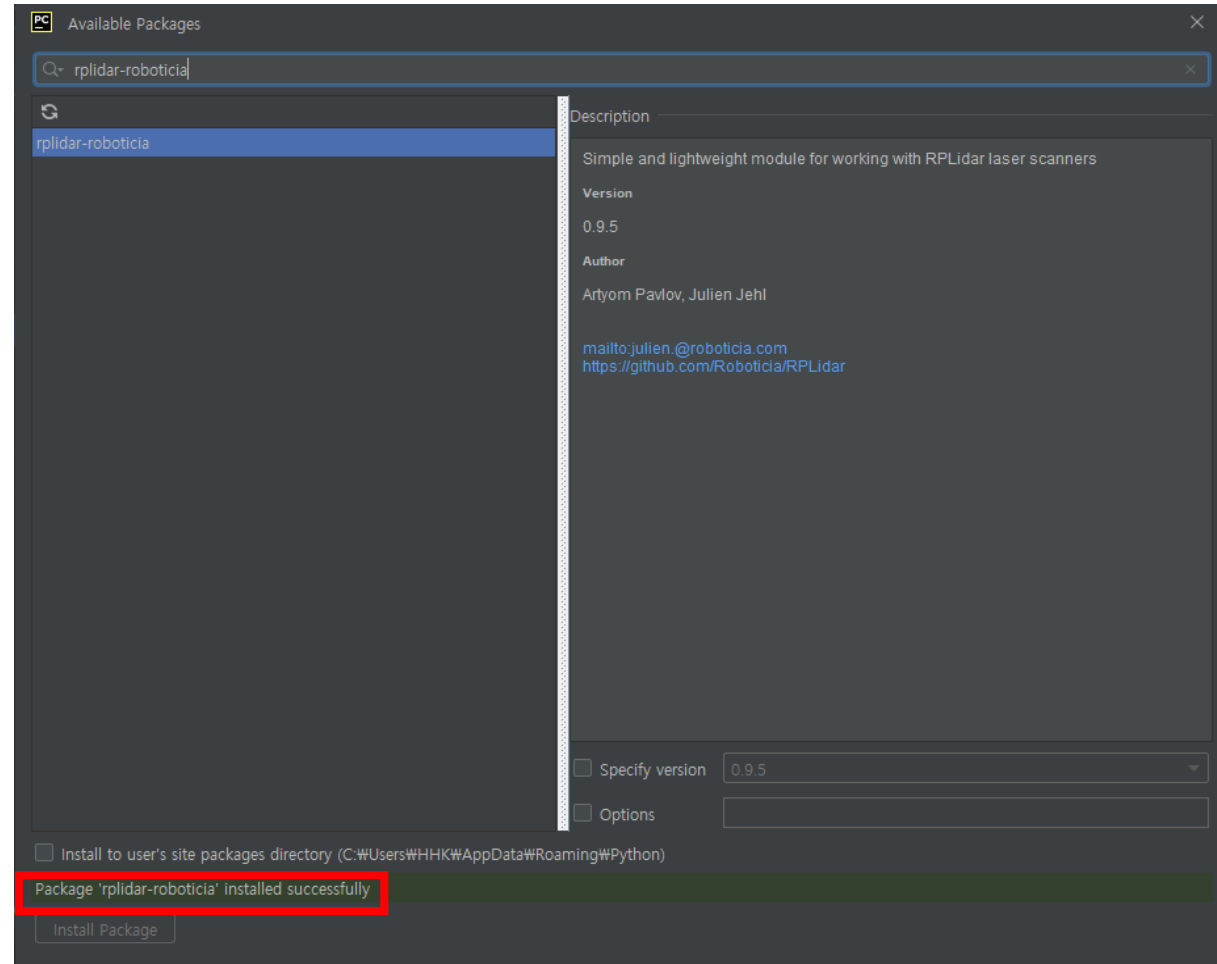 PC Available Packages
rplidar-roboticia
rplidar-roboticia
Description
Simple and lightweight module for working with RPLidar laser scanners
Version
0.9.5
Author
Artyom Pavlov, Julien Jehl
mailto:julien.@roboticia.com
https://github.com/Roboticia/RPLidar
Specify version 0.9.5
Options
Install to user's site packages directory (C:₩Users₩HHK₩AppData₩Roaming₩Python)
Package 'rplidar-roboticia' installed successfully
Install Package